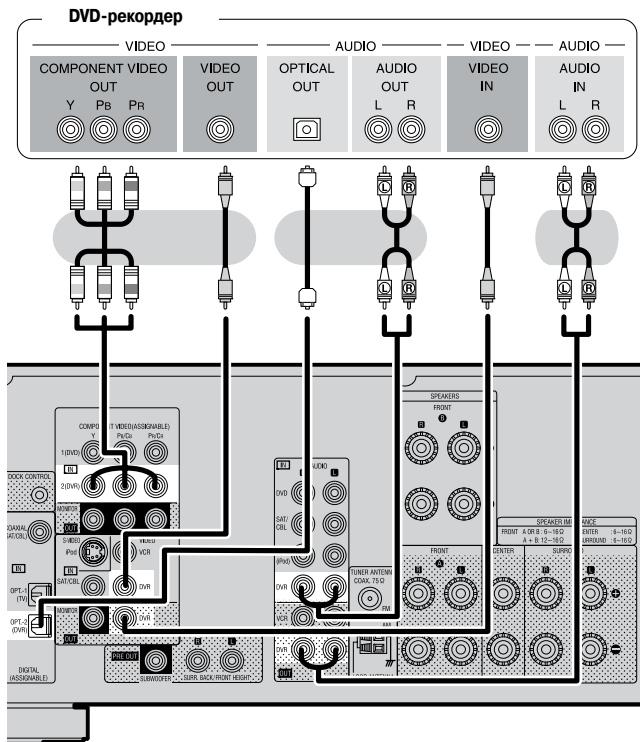 DVD-рекордер
VIDEO AUDIO VIDEO AUDIO
COMPONENT VIDEO OUT
Y PB PR
VIDEO OUT
OPTICAL OUT
AUDIO OUT
L R
VIDEO IN
AUDIO IN
L R
L R
L R
L R
L R
SPEAKERS
FRONT
R B L
COMPONENT VIDEO (ASSIGNABLE)
Y PB/CB PR/CR
1 (DVD)
IN
2 (DVR)
MONITOR
OUT
DOCK CONTROL
COAXIAL
(SAT/CBL)
IN
OPT.-1
(TV)
OPT.-2
(DVR)
DIGITAL
(ASSIGNABLE)
S-VIDEO
VIDEO
iPod
VCR
IN
SAT/CBL
DVR
MONITOR
DVR
OUT
PRE OUT
SUBWOOFER
R L
SURR. BACK/FRONT HEIGHT
IN
AUDIO
R L
DVD
SAT/
CBL
(iPod)
DVR
VCR
DVR
OUT
TUNER ANTENN
COAX. 75Ω
FM
AM
SPEAKER IMPEDANCE
FRONT A OR B : 6~16Ω CENTER : 6~16Ω
A + B: 12~16Ω SURROUND : 6~16Ω
FRONT
R A L
CENTER
SURRO
R L